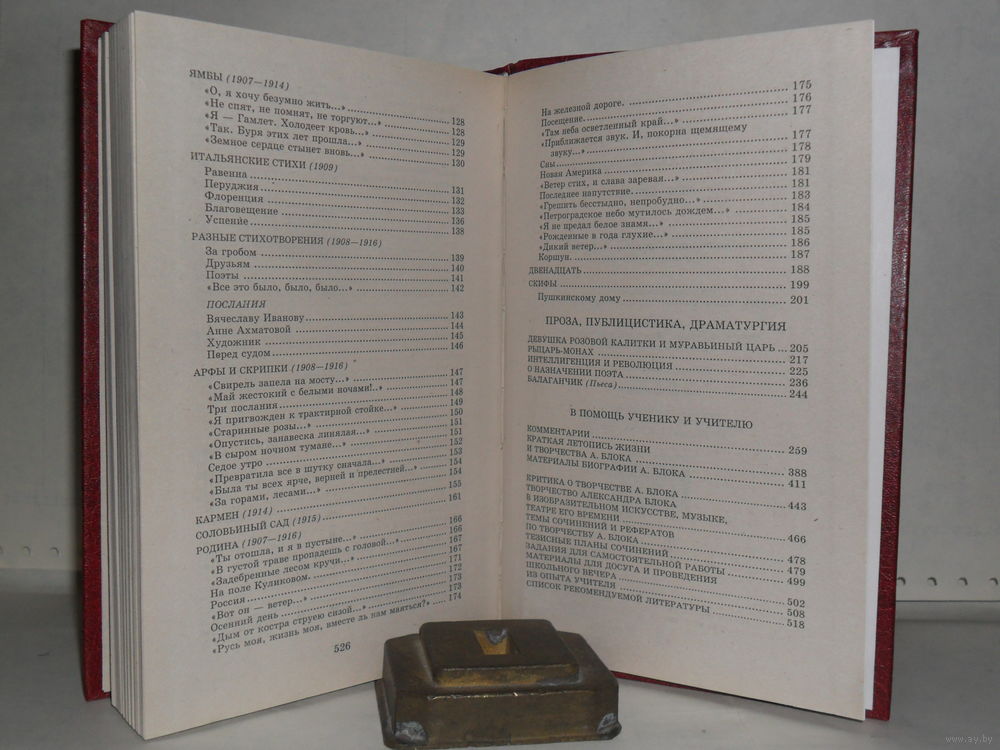 ЯМБЫ (1907—1914)
«О, я хочу безумно жить...» 128
«Не спят, не помнят, не торгуют...» 128
«Я — Гамлет. Холодеет кровь...» 129
«Так. Буря этих лет прошла...» 129
«Земное сердце стынет вновь...» 130
ИТАЛЬЯНСКИЕ СТИХИ (1909)
Равенна 131
Перуджия 132
Флоренция 133
Благовещение 136
Успение 138
РАЗНЫЕ СТИХОТВОРЕНИЯ (1908—1916)
За гробом 139
Друзьям 140
Поэты 141
«Все это было, было, было...» 142
ПОСЛАНИЯ
Вячеславу Иванову 143
Анне Ахматовой 144
Художник 145
Перед судом 146
АРФЫ И СКРИПКИ (1908—1916)
«Свирель запела на мосту...» 147
«Май жестокий с белыми ночами!..» 147
Три послания 148
«Я пригвожден к трактирной стойке...» 149
«Старинные розы...» 150
«Опустись, занавеска линялая...» 151
«В сыром ночном тумане...» 151
Седое утро 152
«Превратила все в шутку сначала...» 153
«Была ты всех ярче, верней и прелестней...» 154
«За горами, лесами...» 154
КАРМЕН (1914) 155
СОЛОВЬИНЫЙ САД (1915) 161
РОДИНА (1907—1916)
«Ты отошла, и я в пустыне...» 166
«В густой траве пропадешь с головой...» 166
«Задебренные лесом кручи...» 167
На поле Куликовом. 167
Россия 171
«Вот он — ветер...» 172
Осенний день 173
«Дым от костра струею сизой...» 173
«Русь моя, жизнь моя, вместе ль нам маяться?» 174
526
На железной дороге. 175
Посещение. 176
«Там неба осветленный край...» 177
«Приближается звук. И, покорна щемящему
звуку...» 177
Сны 178
Новая Америка 179
«Ветер стих, и слава заревая...» 181
Последнее напутствие. 181
«Грешить бесстыдно, непробудно...» 183
«Петроградское небо мутилось дождем...» 184
«Я не предал белое знамя...» 185
«Рожденные в года глухие...» 185
«Дикий ветер...» 186
Коршун. 187
ДВЕНАДЦАТЬ 188
СКИФЫ 199
Пушкинскому дому 201
ПРОЗА, ПУБЛИЦИСТИКА, ДРАМАТУРГИЯ
ДЕВУШКА РОЗОВОЙ КАЛИТКИ И МУРАВЬИНЫЙ ЦАРЬ ... 205
РЫЦАРЬ-МОНАХ 217
ИНТЕЛЛИГЕНЦИЯ И РЕВОЛЮЦИЯ 225
О НАЗНАЧЕНИИ ПОЭТА 236
БАЛАГАНЧИК (Пьеса) 244
В ПОМОЩЬ УЧЕНИКУ И УЧИТЕЛЮ
КОММЕНТАРИИ 259
КРАТКАЯ ЛЕТОПИСЬ ЖИЗНИ
И ТВОРЧЕСТВА А. БЛОКА 388
МАТЕРИАЛЫ БИОГРАФИИ А. БЛОКА 411
КРИТИКА О ТВОРЧЕСТВЕ А. БЛОКА 443
ТВОРЧЕСТВО АЛЕКСАНДРА БЛОКА
В ИЗОБРАЗИТЕЛЬНОМ ИСКУССТВЕ, МУЗЫКЕ,
ТЕАТРЕ ЕГО ВРЕМЕНИ 466
ТЕМЫ СОЧИНЕНИЙ И РЕФЕРАТОВ
ПО ТВОРЧЕСТВУ А. БЛОКА 478
ТЕЗИСНЫЕ ПЛАНЫ СОЧИНЕНИЙ 479
ЗАДАНИЯ ДЛЯ САМОСТОЯТЕЛЬНОЙ РАБОТЫ 499
МАТЕРИАЛЫ ДЛЯ ДОСУГА И ПРОВЕДЕНИЯ
ШКОЛЬНОГО ВЕЧЕРА 502
ИЗ ОПЫТА УЧИТЕЛЯ 508
СПИСОК РЕКОМЕНДУЕМОЙ ЛИТЕРАТУРЫ 518
www.ay.by